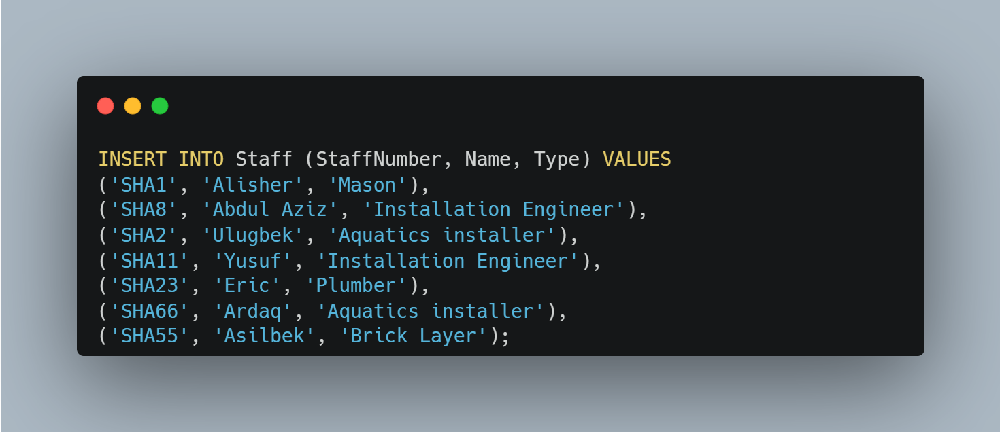 INSERT INTO Staff (StaffNumber, Name, Type) VALUES
('SHA1', 'Alisher', 'Mason'),
('SHA8', 'Abdul Aziz', 'Installation Engineer'),
('SHA2', 'Ulugbek', 'Aquatics installer'),
('SHA11', 'Yusuf', 'Installation Engineer'),
('SHA23', 'Eric', 'Plumber'),
('SHA66', 'Ardaq', 'Aquatics installer'),
('SHA55', 'Asilbek', 'Brick Layer');